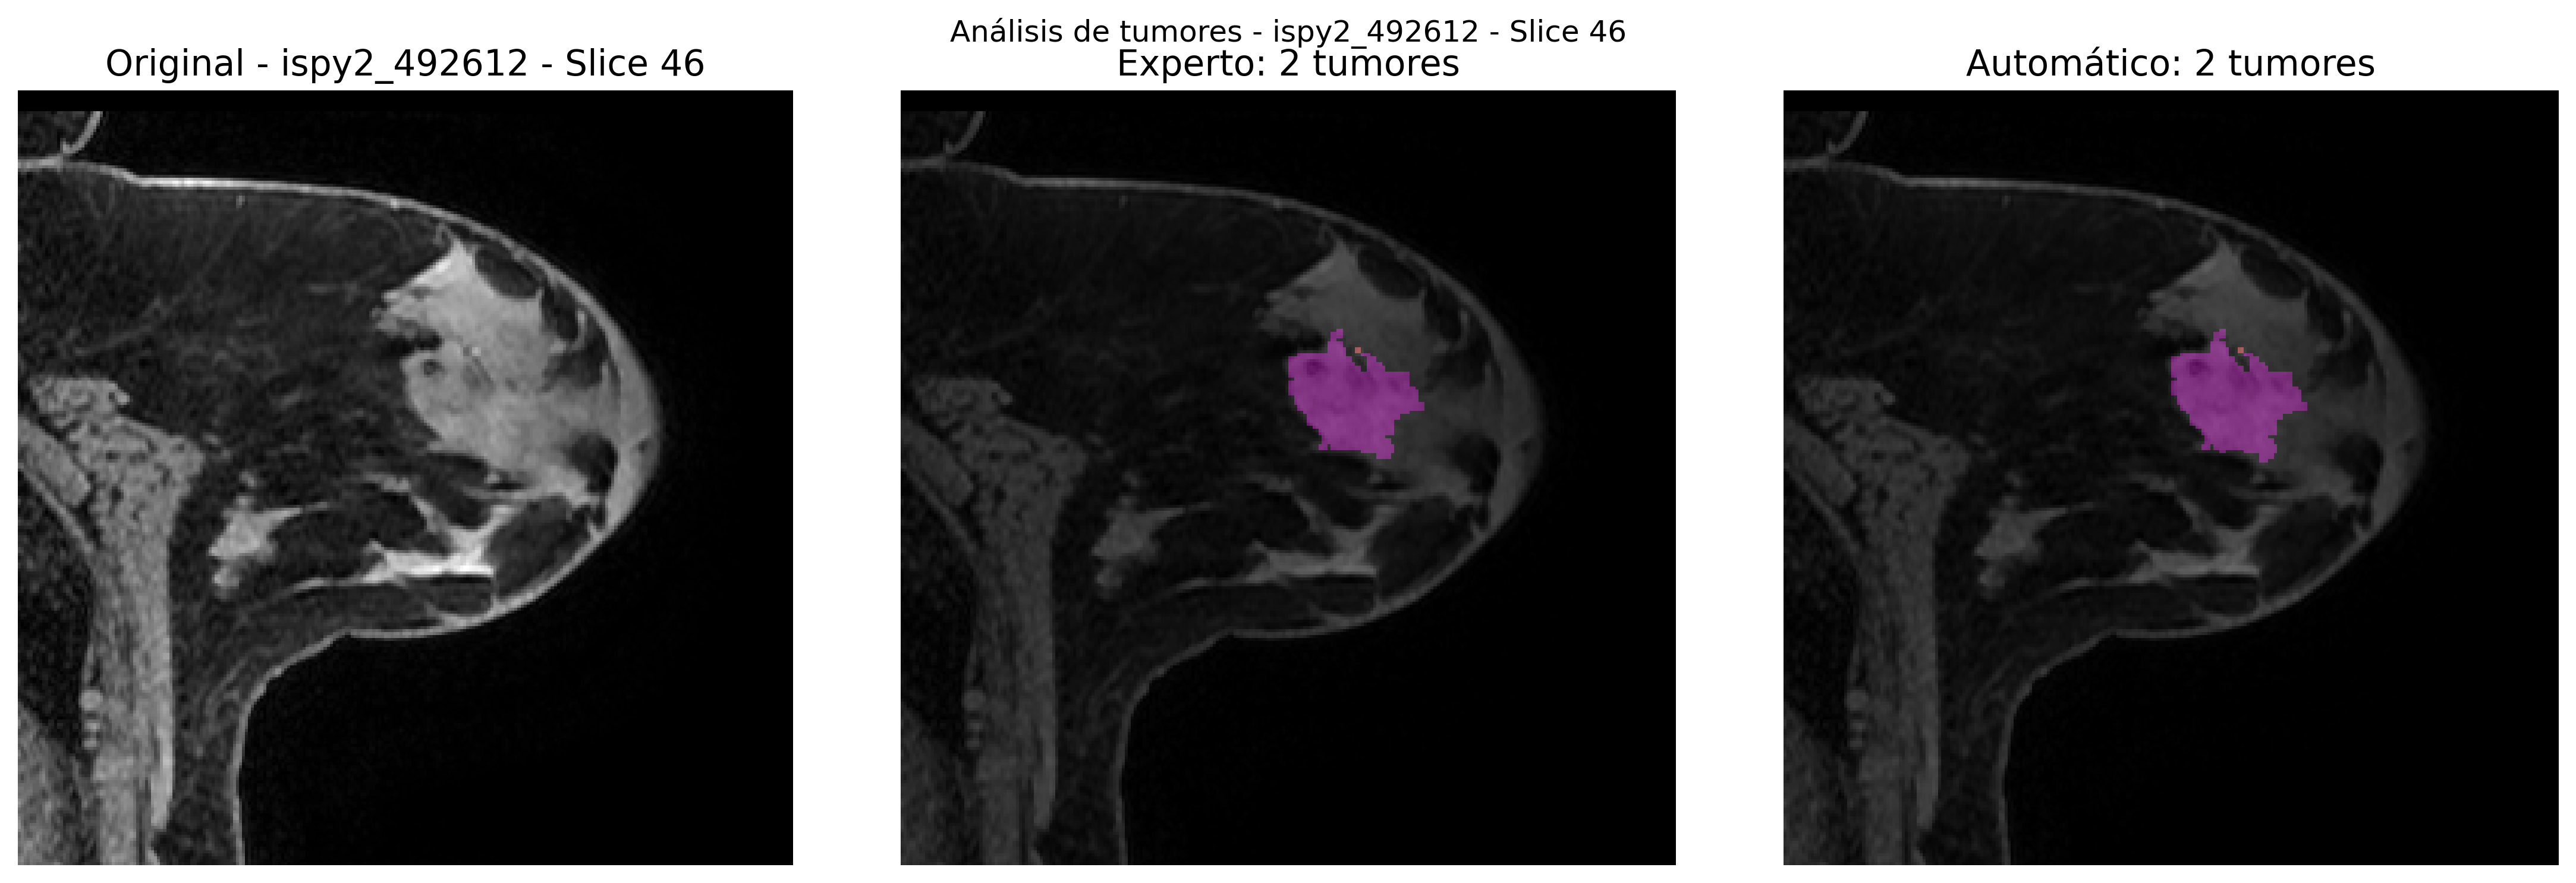 Análisis de tumores - ispy2_492612 - Slice 46
Original - ispy2_492612 - Slice 46
Experto: 2 tumores
Automático: 2 tumores